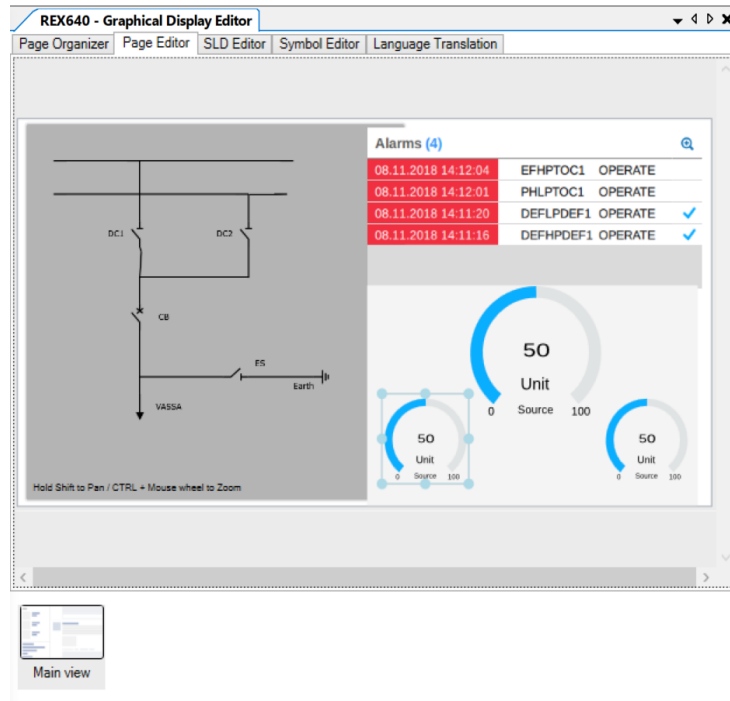 REX640 - Graphical Display Editor
Page Organizer Page Editor SLD Editor Symbol Editor Language Translation
Alarms (4)
08.11.2018 14:12:04 EFHPTOC1 OPERATE
08.11.2018 14:12:01 PHLPTOC1 OPERATE
08.11.2018 14:11:20 DEFLPDEF1 OPERATE
08.11.2018 14:11:16 DEFHPDEF1 OPERATE
DC1 DC2
CB
ES
Earth
VASSA
Hold Shift to Pan / CTRL + Mouse wheel to Zoom
50
Unit
0 Source 100
50
Unit
0 Source 100
50
Unit
0 Source 100
Main view